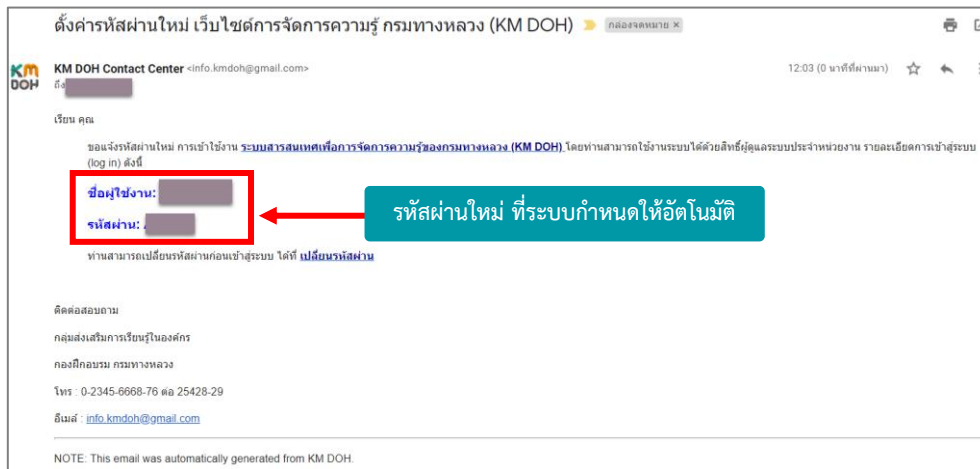 ตั้งค่ารหัสผ่านใหม่ เว็บไซต์การจัดการความรู้ กรมทางหลวง (KM DOH) กล่องจดหมาย ×
KM DOH
KM DOH Contact Center <info.kmdoh@gmail.com>
12:03 (0 นาทีที่ผ่านมา)
ถึง
เรียน คุณ
ขอแจ้งรหัสผ่านใหม่ การเข้าใช้งาน ระบบสารสนเทศเพื่อการจัดการความรู้ของกรมทางหลวง (KM DOH) โดยท่านสามารถใช้งานระบบได้ด้วยสิทธิ์ผู้ดูแลระบบประจำหน่วยงาน รายละเอียดการเข้าสู่ระบบ
(log in) ดังนี้
ชื่อผู้ใช้งาน:
รหัสผ่าน:
รหัสผ่านใหม่ ที่ระบบกำหนดให้อัตโนมัติ
ท่านสามารถเปลี่ยนรหัสผ่านก่อนเข้าสู่ระบบ ได้ที่ เปลี่ยนรหัสผ่าน
ติดต่อสอบถาม
กลุ่มส่งเสริมการเรียนรู้ในองค์กร
กองฝึกอบรม กรมทางหลวง
โทร : 0-2345-6668-76 ต่อ 25428-29
อีเมล์ : info.kmdoh@gmail.com
NOTE: This email was automatically generated from KM DOH.